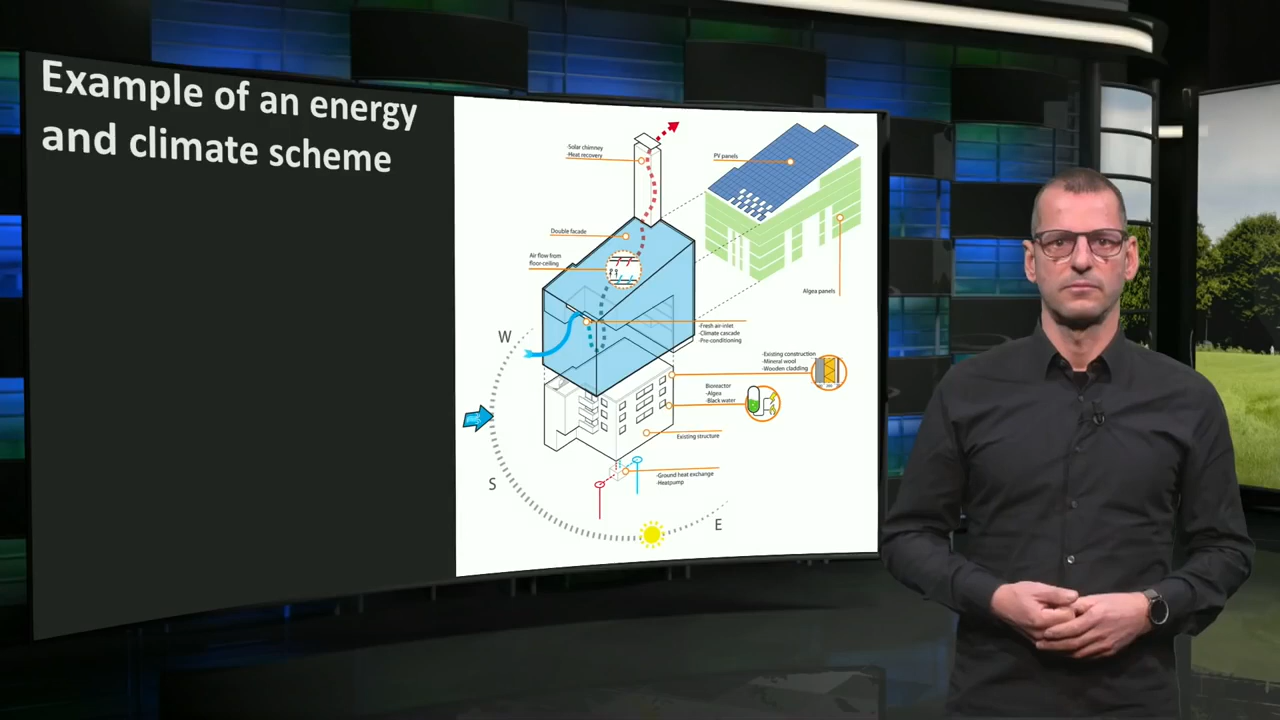 Example of an energy
and climate scheme
-Solar chimney
-Heat recovery
PV panels
Double facade
Air flow from
floor-ceiling
Algea panels
-Fresh air-inlet
-Climate cascade
-Pre-conditioning
W
-Existing construction
-Mineral wool
-Wooden cladding
Bioreactor
-Algea
-Black water
Existing structure
-Ground heat exchange
-Heatpump
S
E